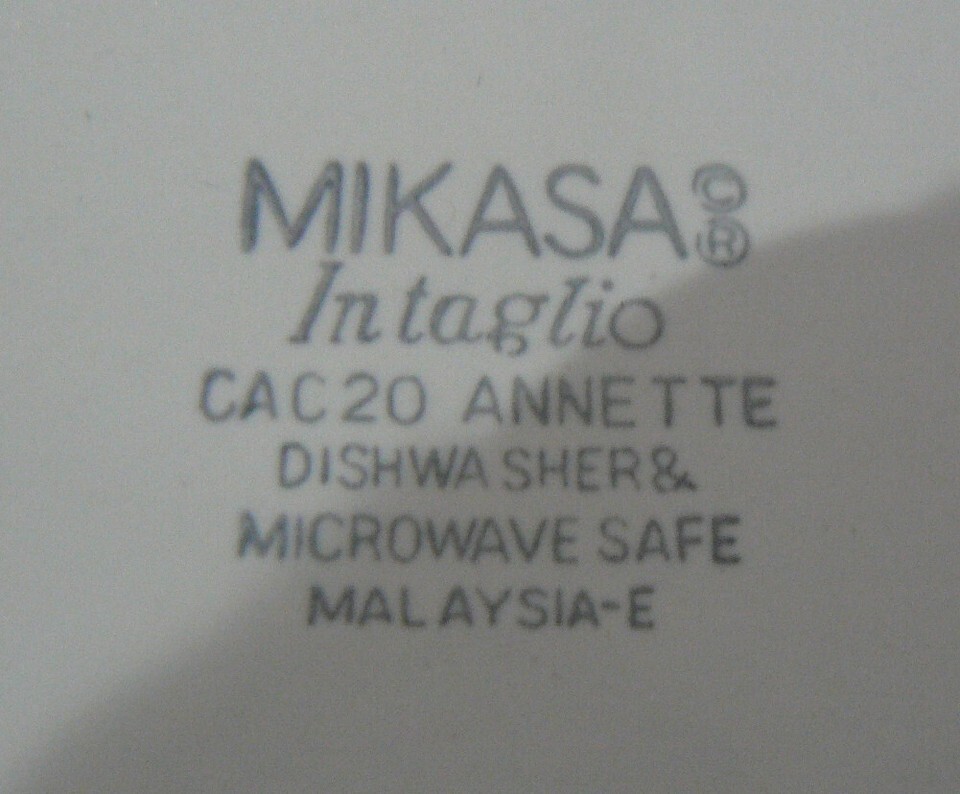 MIKASA©®
Intaglio
CAC20 ANNETTE
DISHWASHER&
MICROWAVE SAFE
MALAYSIA-E